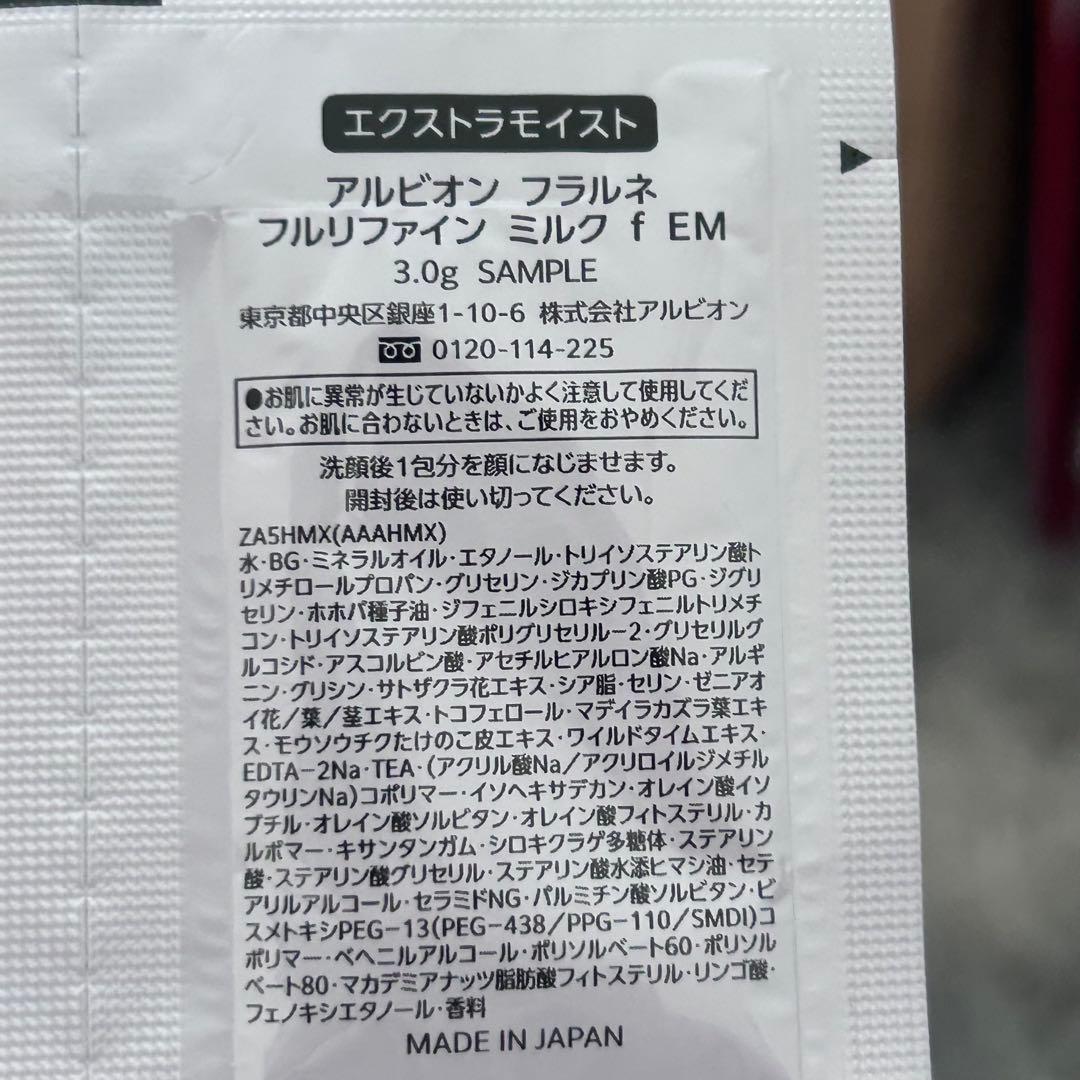 エクストラモイスト
アルビオン フラルネ
フルリファイン ミルク f EM
3.0g SAMPLE
東京都中央区銀座1-10-6 株式会社アルビオン
0120-114-225
●お肌に異常が生じていないかよく注意して使用してくだ
さい。お肌に合わないときは、ご使用をおやめください。
洗顔後1包分を顔になじませます。
開封後は使い切ってください。
ZA5HMX(AAAHMX)
水・BG・ミネラルオイル・エタノール・トリイソステアリン酸ト
リメチロールプロパン・グリセリン・ジカプリン酸PG・ジグリ
セリン・ホホバ種子油・ジフェニルシロキシフェニルトリメチ
コン・トリイソステアリン酸ポリグリセリル-2・グリセリルグ
ルコシド・アスコルビン酸・アセチルヒアルロン酸Na・アルギ
ニン・グリシン・サトザクラ花エキス・シア脂・セリン・ゼニアオ
イ花/葉/茎エキス・トコフェロール・マデイラカズラ葉エキ
ス・モウソウチクたけのこ皮エキス・ワイルドタイムエキス・
EDTA-2Na・TEA・(アクリル酸Na/アクリロイルジメチル
タウリンNa)コポリマー・イソヘキサデカン・オレイン酸イソ
ブチル・オレイン酸ソルビタン・オレイン酸フィトステリル・カ
ルボマー・キサンタンガム・シロキクラゲ多糖体・ステアリン
酸・ステアリン酸グリセリル・ステアリン酸水添ヒマシ油・セテ
アリルアルコール・セラミドNG・パルミチン酸ソルビタン・ビ
スメトキシPEG-13(PEG-438/PPG-110/SMDI)コ
ポリマー・ベヘニルアルコール・ポリソルベート60・ポリソル
ベート80・マカデミアナッツ脂肪酸フィトステリル・リンゴ酸・
フェノキシエタノール・香料
MADE IN JAPAN